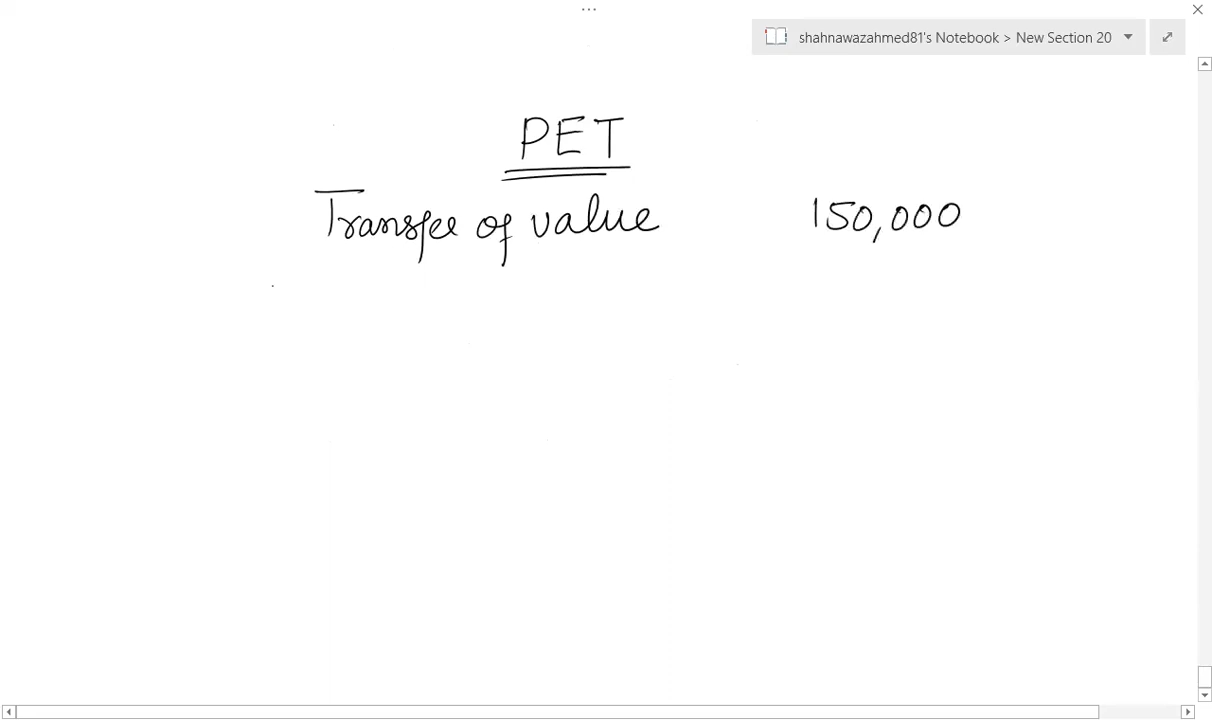 shahnawazahmed81's Notebook > New Section 20
PET
Transfer of value 150,000